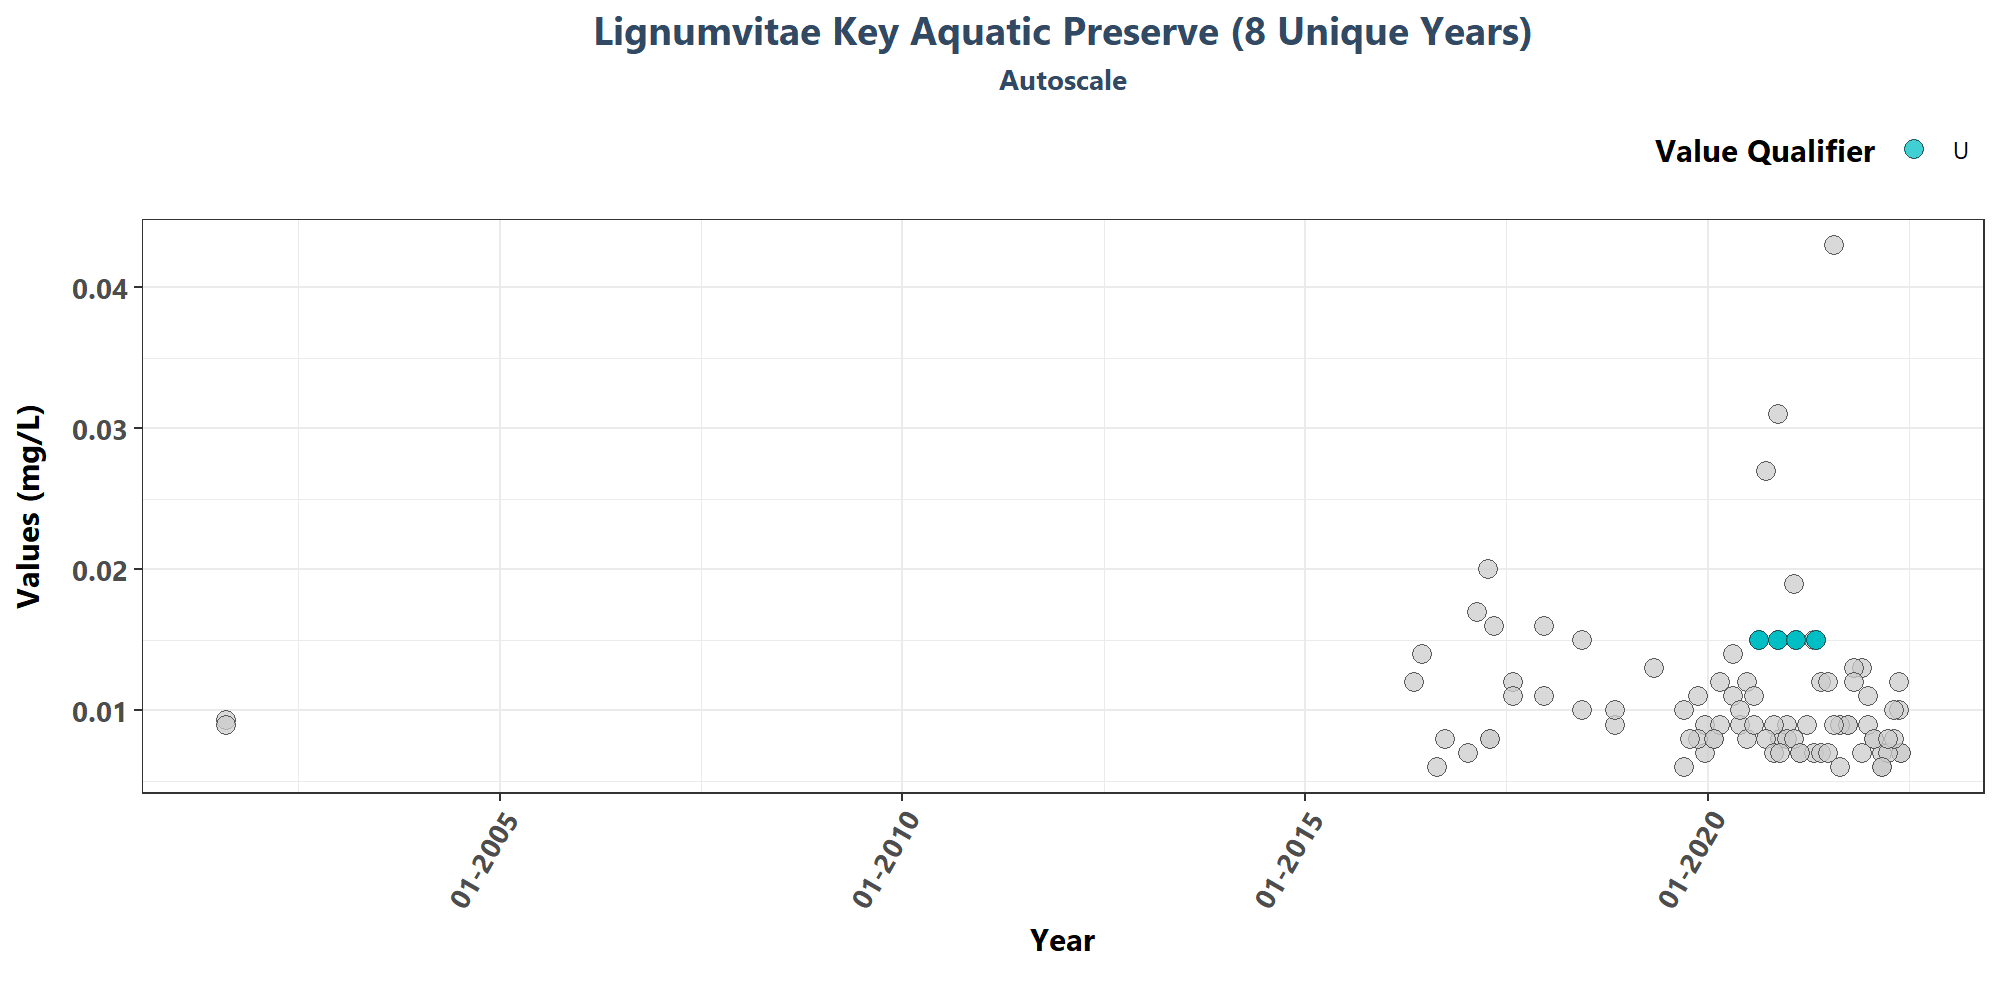 Lignumvitae Key Aquatic Preserve (8 Unique Years)
Autoscale
Value Qualifier U
0.04
0.03
0.02
0.01
Values (mg/L)
01-2005
01-2010
01-2015
01-2020
Year